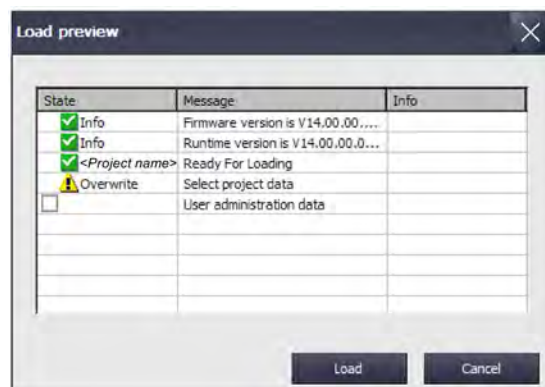 Load preview
State Message Info
Info Firmware version is V14.00.00....
Info Runtime version is V14.00.00.0...
<Project name> Ready For Loading
Overwrite Select project data
User administration data
Load Cancel